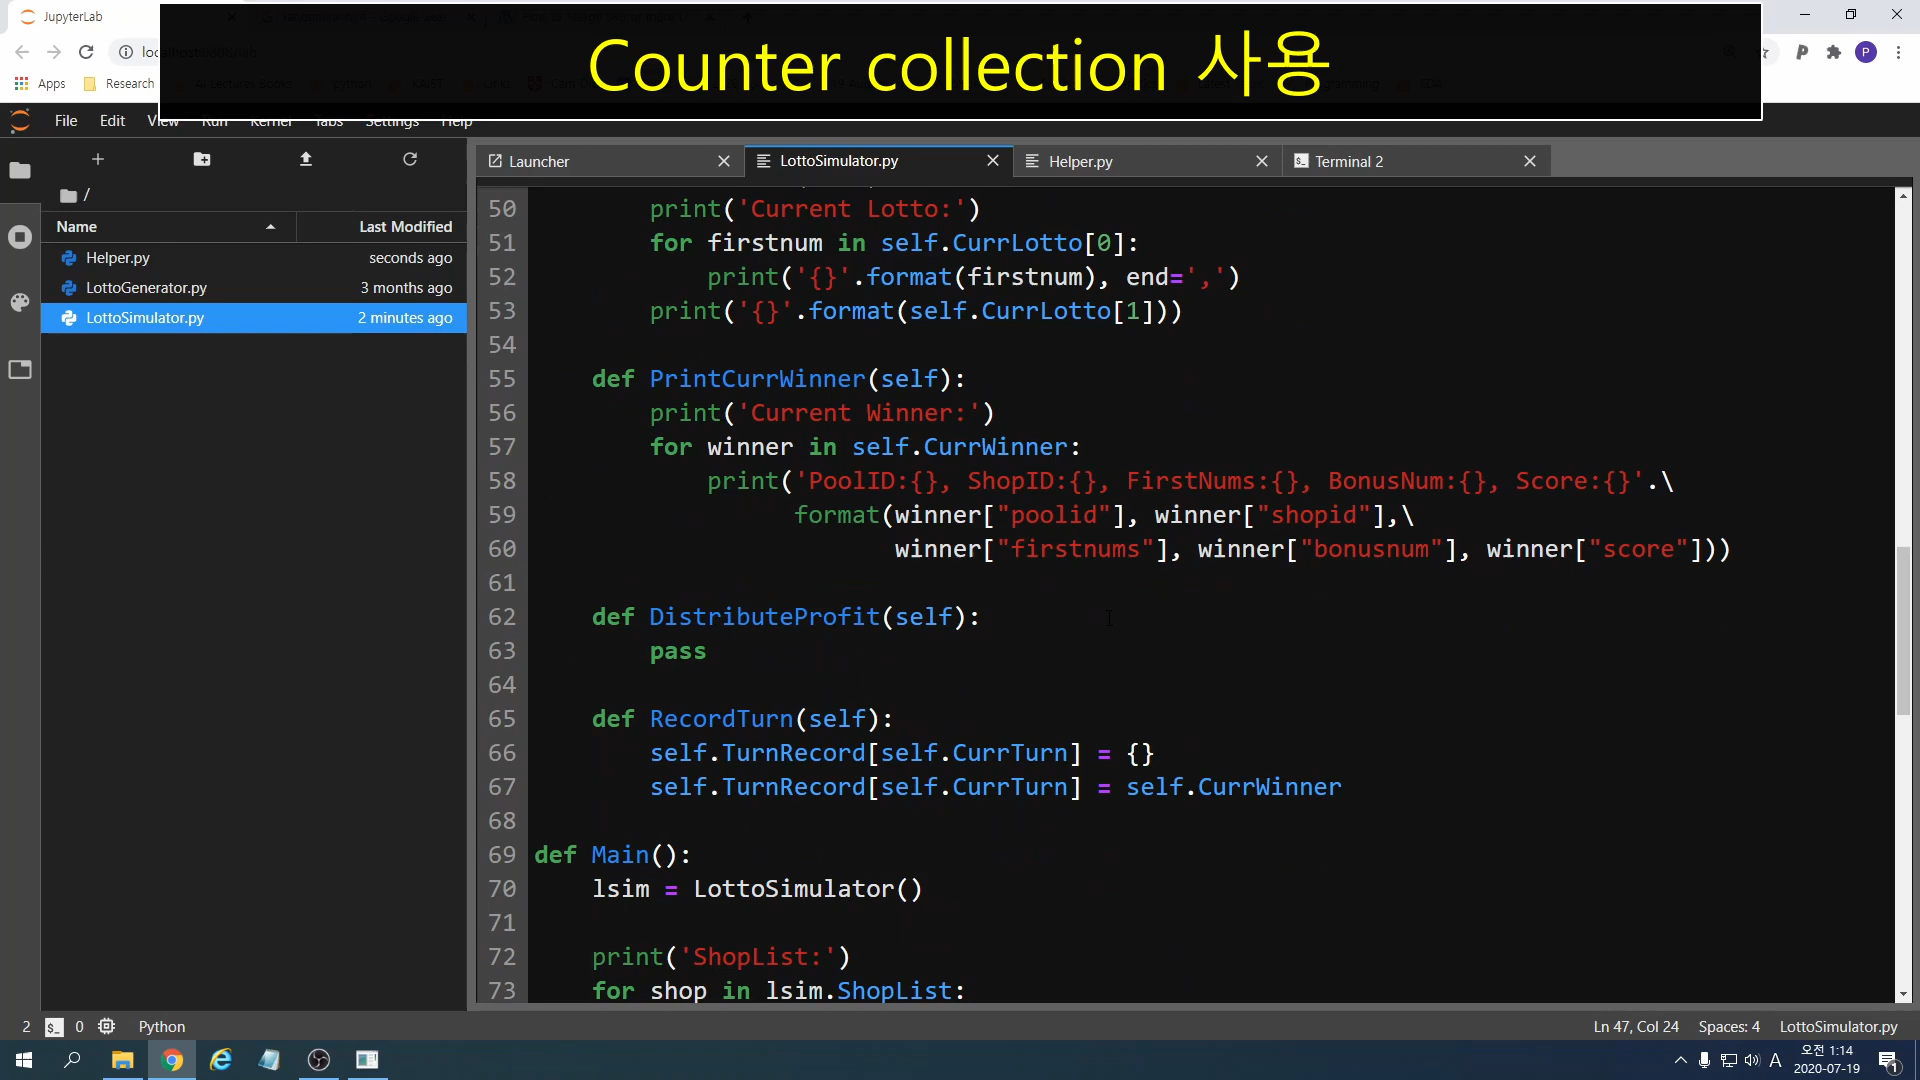 JupyterLab
Counter collection 사용
Apps
Research
File Edit
Launcher
LottoSimulator.py
Helper.py
Terminal 2
/
Name
Last Modified
Helper.py seconds ago
LottoGenerator.py 3 months ago
LottoSimulator.py 2 minutes ago
50 print('Current Lotto:')
51 for firstnum in self.CurrLotto[0]:
52 print('{}'.format(firstnum), end=',')
53 print('{}'.format(self.CurrLotto[1]))
54
55 def PrintCurrWinner(self):
56 print('Current Winner:')
57 for winner in self.CurrWinner:
58 print('PoolID:{}, ShopID:{}, FirstNums:{}, BonusNum:{}, Score:{}'.\
59 format(winner["poolid"], winner["shopid"],\
60 winner["firstnums"], winner["bonusnum"], winner["score"]))
61
62 def DistributeProfit(self):
63 pass
64
65 def RecordTurn(self):
66 self.TurnRecord[self.CurrTurn] = {}
67 self.TurnRecord[self.CurrTurn] = self.CurrWinner
68
69 def Main():
70 lsim = LottoSimulator()
71
72 print('ShopList:')
73 for shop in lsim.ShopList:
2 0 Python
Ln 47, Col 24 Spaces: 4 LottoSimulator.py
A
오전 1:14
2020-07-19
1